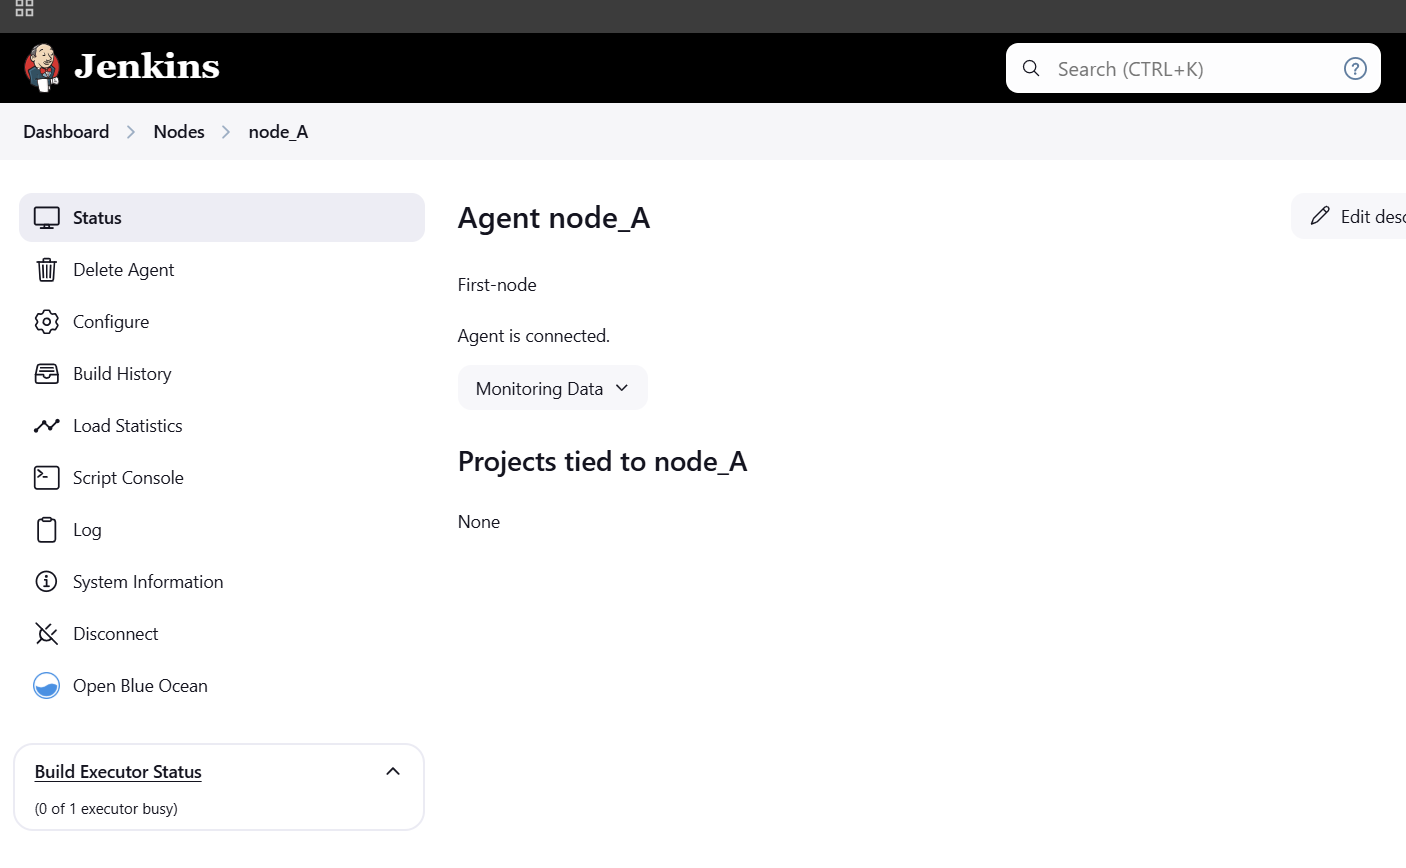 Jenkins
Search (CTRL+K)
?
Dashboard > Nodes > node_A
Status
Delete Agent
Configure
Build History
Load Statistics
Script Console
Log
System Information
Disconnect
Open Blue Ocean
Build Executor Status
(0 of 1 executor busy)
Agent node_A
Edit desc
First-node
Agent is connected.
Monitoring Data
Projects tied to node_A
None